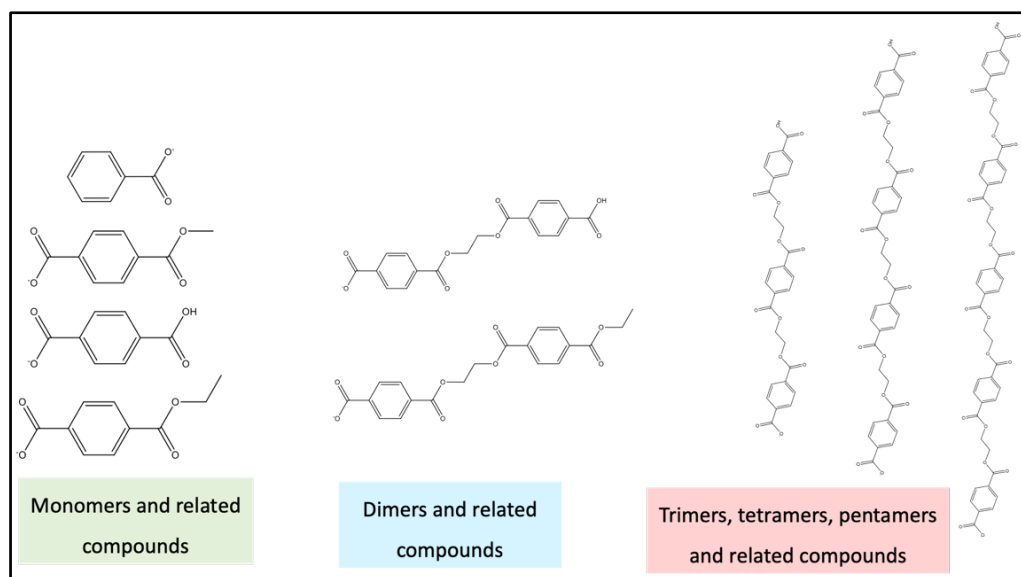 Monomers and related
compounds
Dimers and related
compounds
Trimers, tetramers, pentamers
and related compounds